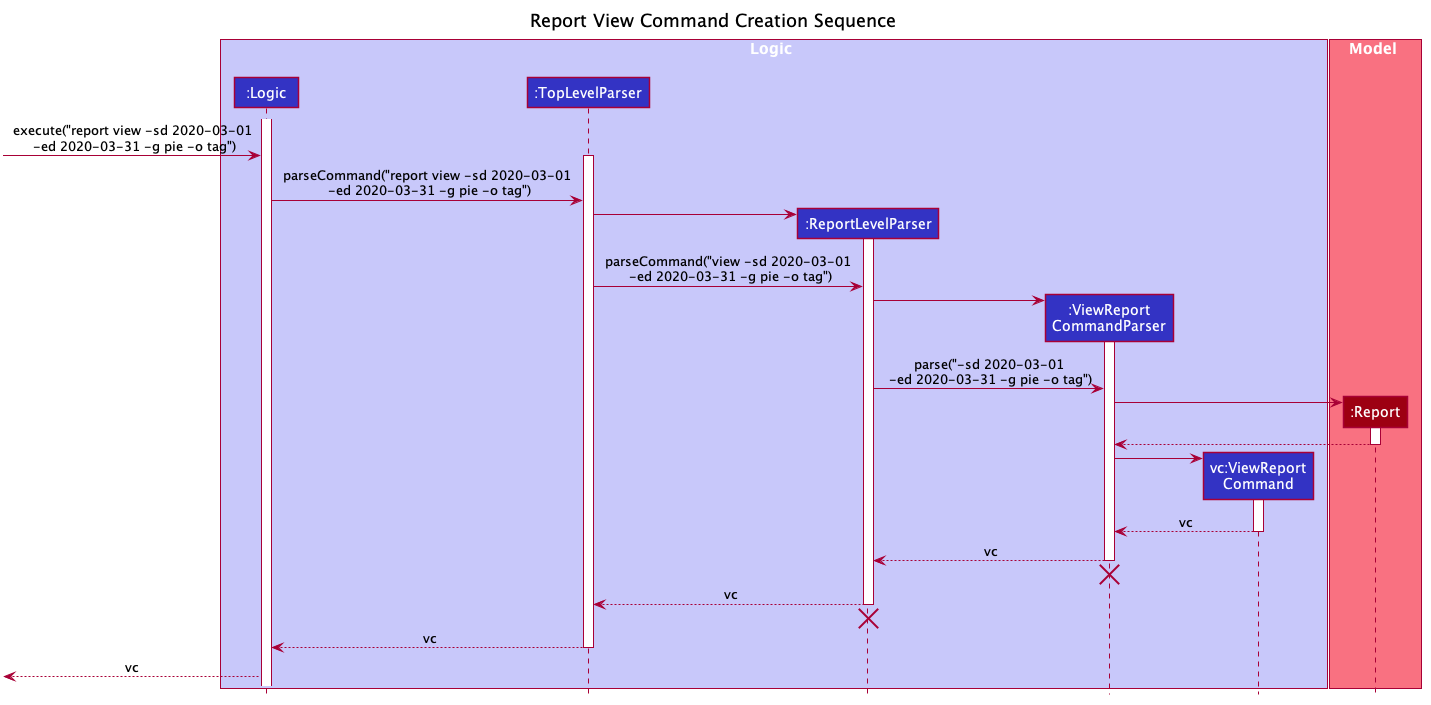 Report View Command Creation Sequence
Logic
Model
:Logic
:TopLevelParser
execute("report view -sd 2020-03-01
-ed 2020-03-31 -g pie -o tag")
parseCommand("report view -sd 2020-03-01
-ed 2020-03-31 -g pie -o tag")
:ReportLevelParser
parseCommand("view -sd 2020-03-01
-ed 2020-03-31 -g pie -o tag")
:ViewReport
CommandParser
parse("-sd 2020-03-01
-ed 2020-03-31 -g pie -o tag")
:Report
vc:ViewReport
Command
vc
vc
vc
vc
vc